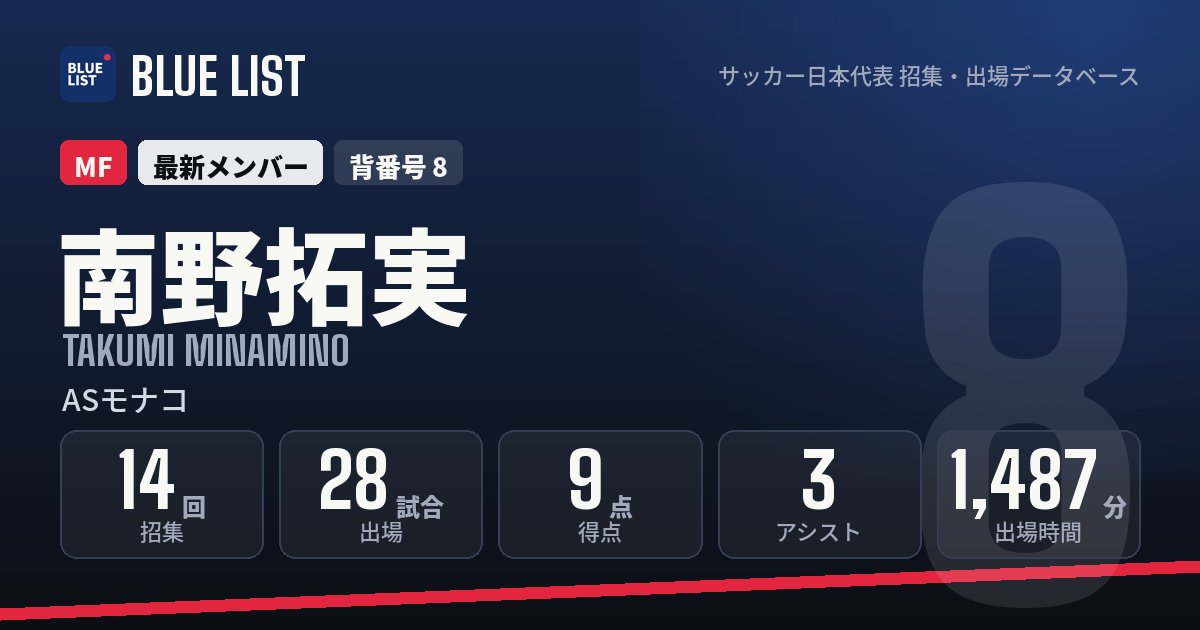 BLUE LIST
BLUE LIST
サッカー日本代表 招集・出場データベース
MF 最新メンバー 背番号 8
南野拓実
TAKUMI MINAMINO
ASモナコ
8
14回
招集
28試合
出場
9点
得点
3
アシスト
1,487分
出場時間